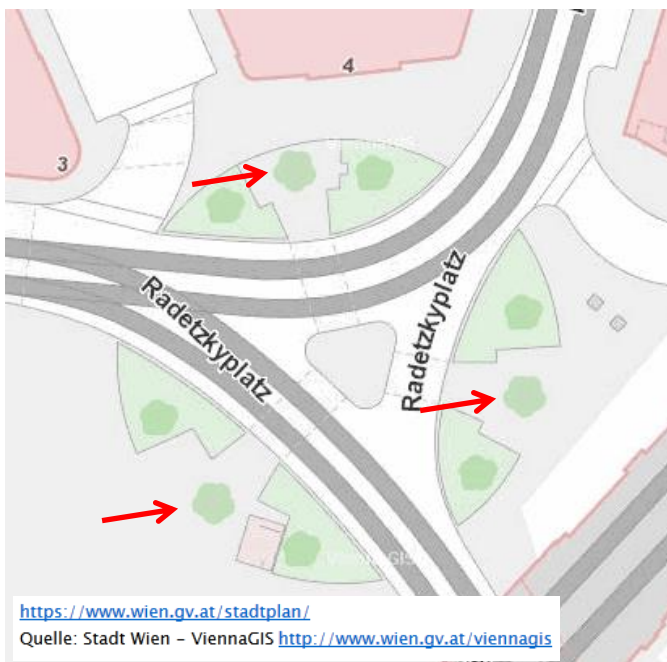 4
3
Radetzkyplatz
Radetzkyplatz
ViennaGIS
https://www.wien.gv.at/stadtplan/
Quelle: Stadt Wien – ViennaGIS http://www.wien.gv.at/viennagis